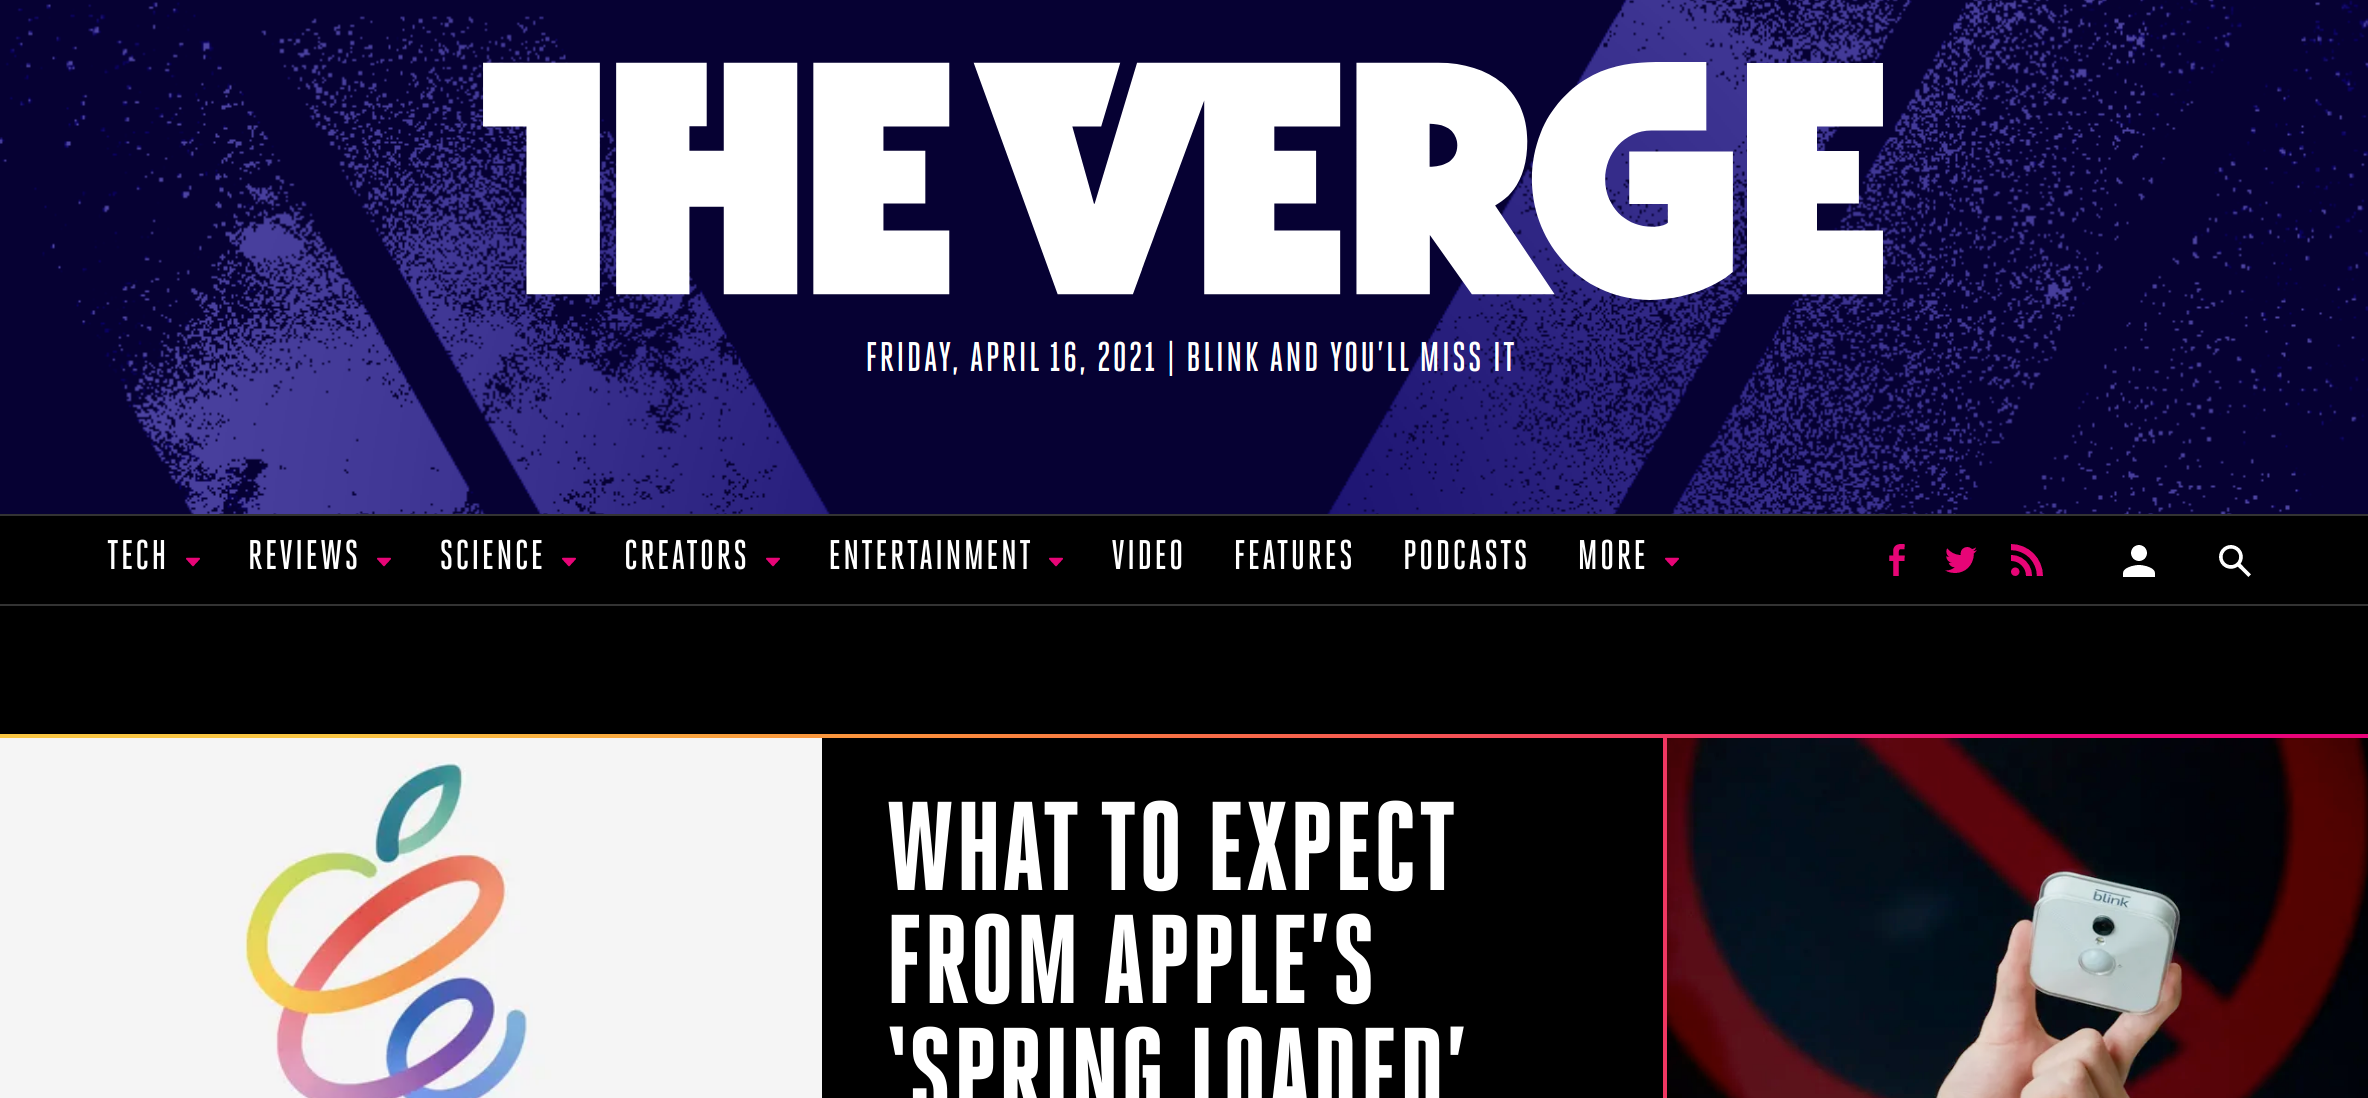 THE VERGE
FRIDAY, APRIL 16, 2021 | BLINK AND YOU'LL MISS IT
TECH REVIEWS SCIENCE CREATORS ENTERTAINMENT VIDEO FEATURES PODCASTS MORE
WHAT TO EXPECT
FROM APPLE'S
'SPRING LOADED'
blink